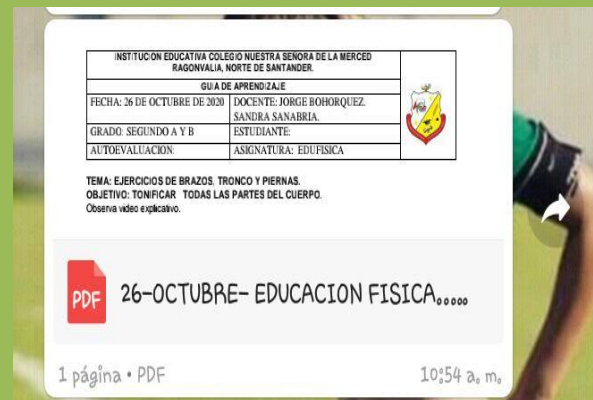 INSTITUCION EDUCATIVA COLEGIO NUESTRA SEÑORA DE LA MERCED
RAGONVALIA, NORTE DE SANTANDER.
GUIA DE APRENDIZAJE
FECHA: 26 DE OCTUBRE DE 2020 DOCENTE: JORGE BOHORQUEZ.
SANDRA SANABRIA.
GRADO: SEGUNDO A Y B ESTUDIANTE:
AUTOEVALUACION: ASIGNATURA: EDUFISICA
TEMA: EJERCICIOS DE BRAZOS, TRONCO Y PIERNAS.
OBJETIVO: TONIFICAR TODAS LAS PARTES DEL CUERPO.
Observa video explicativo.
PDF 26-OCTUBRE- EDUCACION FISICA.....
1 página • PDF 10:54 a. m.